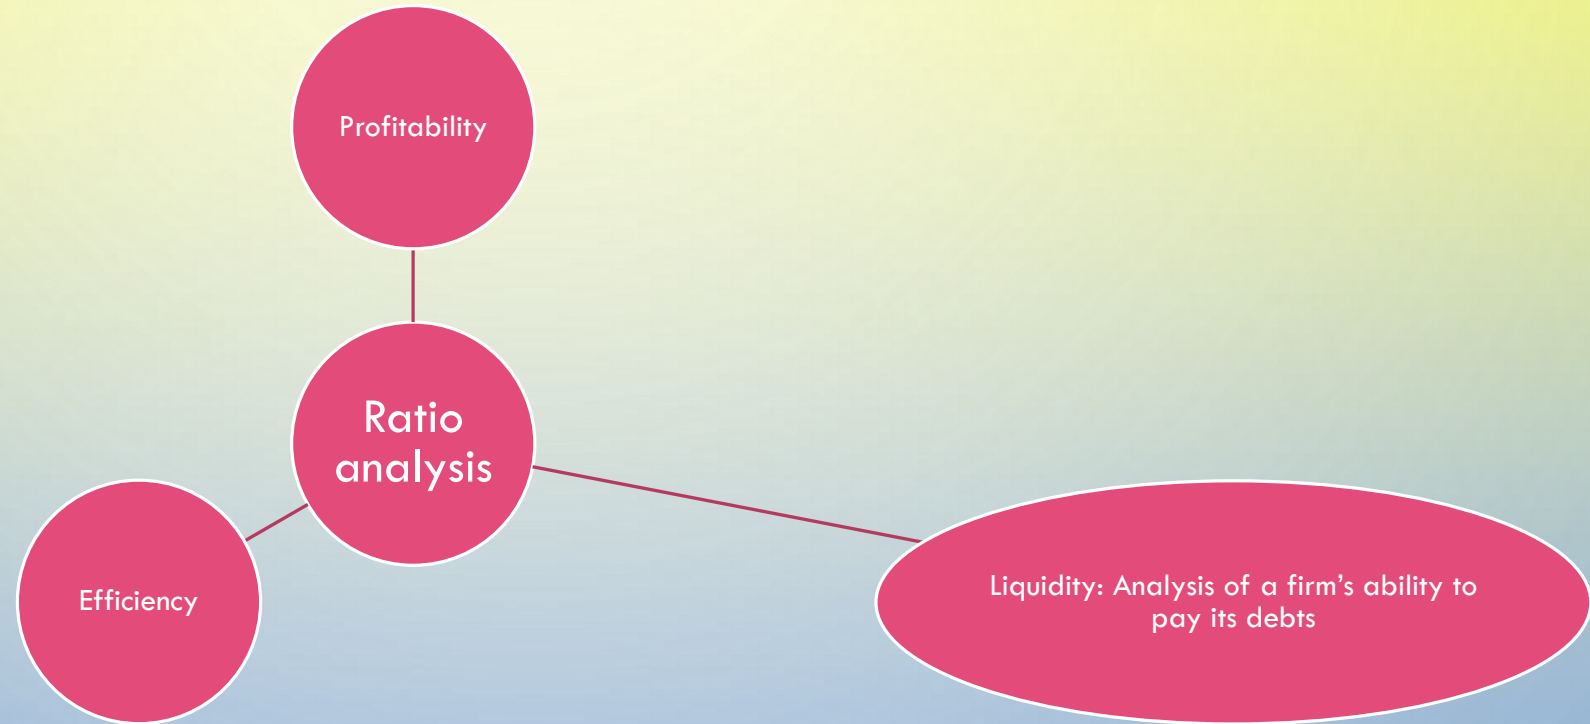 Profitability
Ratio
analysis
Efficiency
Liquidity: Analysis of a firm’s ability to
pay its debts